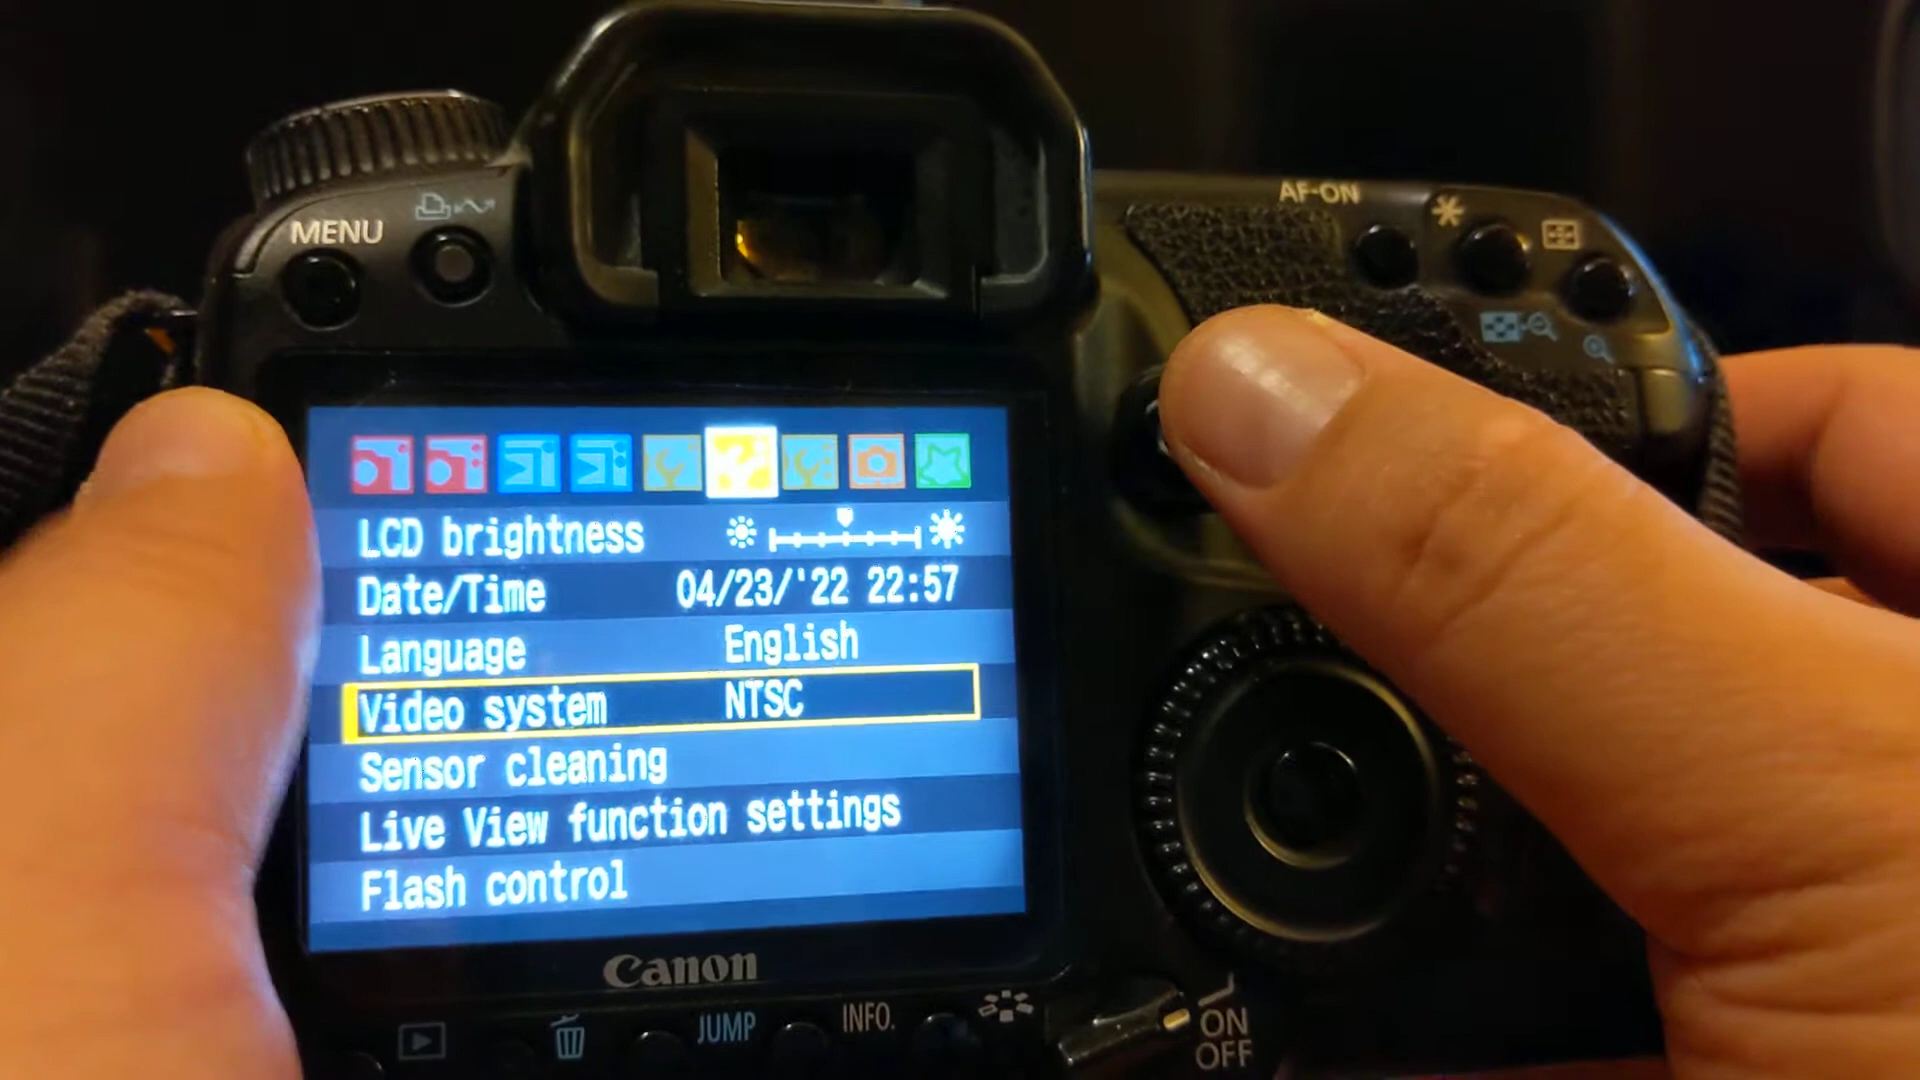 AF-ON
MENU
LCD brightness
Date/Time 04/23/'22 22:57
Language English
Video system NTSC
Sensor cleaning
Live View function settings
Flash control
Canon
JUMP INFO.
ON
OFF